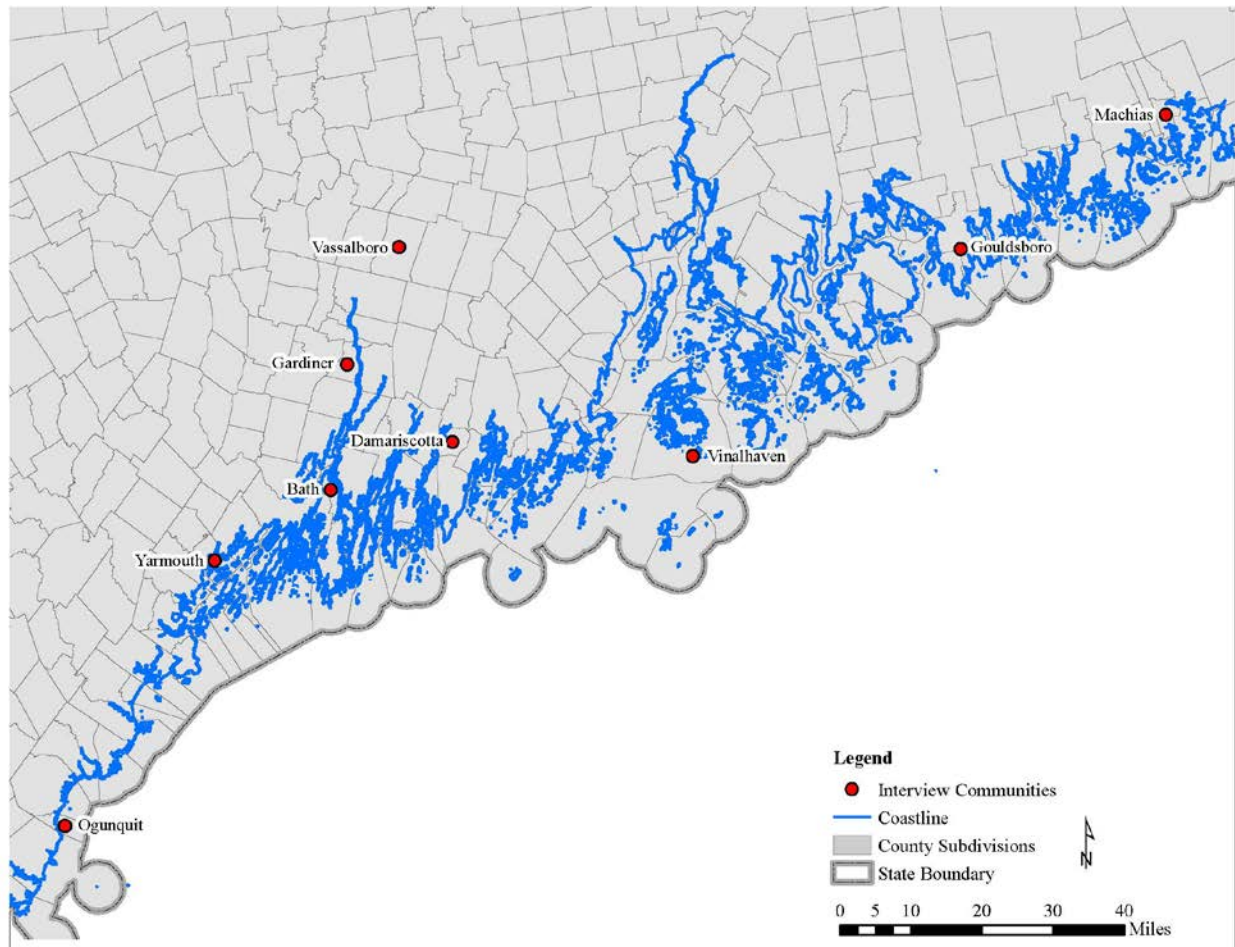 Machias
Vassalboro
Gouldsboro
Gardiner
Damariscotta
Vinalhaven
Bath
Yarmouth
Ogunquit
Legend
Interview Communities
Coastline
County Subdivisions
State Boundary
N
0 5 10 20 30 40
Miles